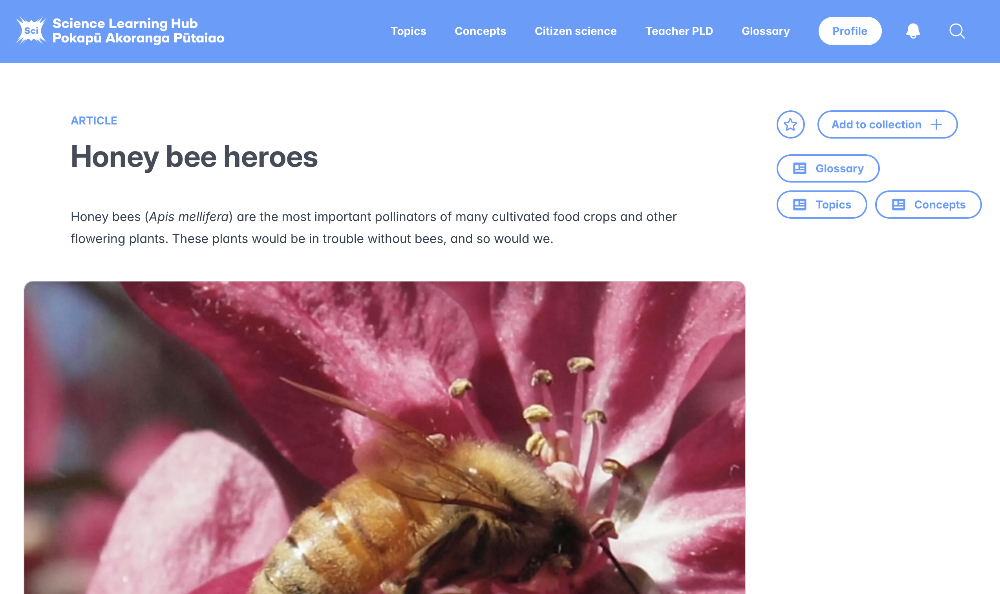 Sci
Science Learning Hub
Pokapū Akoranga Pūtaiao
Topics
Concepts
Citizen science
Teacher PLD
Glossary
Profile
ARTICLE
Honey bee heroes
Honey bees (Apis mellifera) are the most important pollinators of many cultivated food crops and other
flowering plants. These plants would be in trouble without bees, and so would we.
Add to collection
Glossary
Topics
Concepts